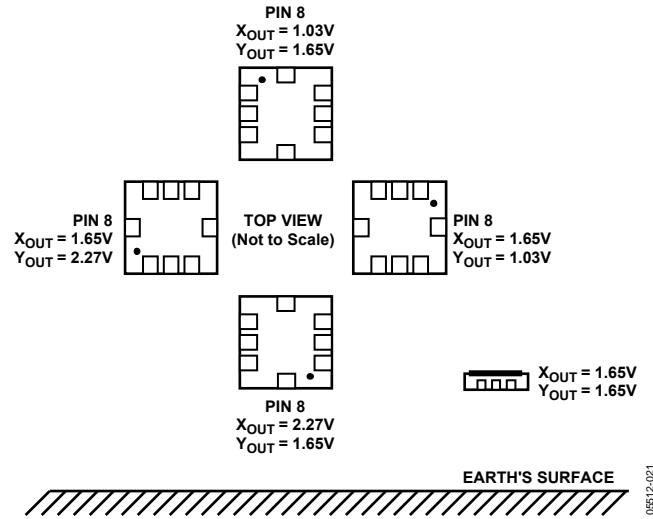 PIN 8
XOUT = 1.03V
YOUT = 1.65V
PIN 8
XOUT = 1.65V
YOUT = 2.27V
TOP VIEW
(Not to Scale)
PIN 8
XOUT = 1.65V
YOUT = 1.03V
PIN 8
XOUT = 2.27V
YOUT = 1.65V
XOUT = 1.65V
YOUT = 1.65V
EARTH'S SURFACE
05512-021